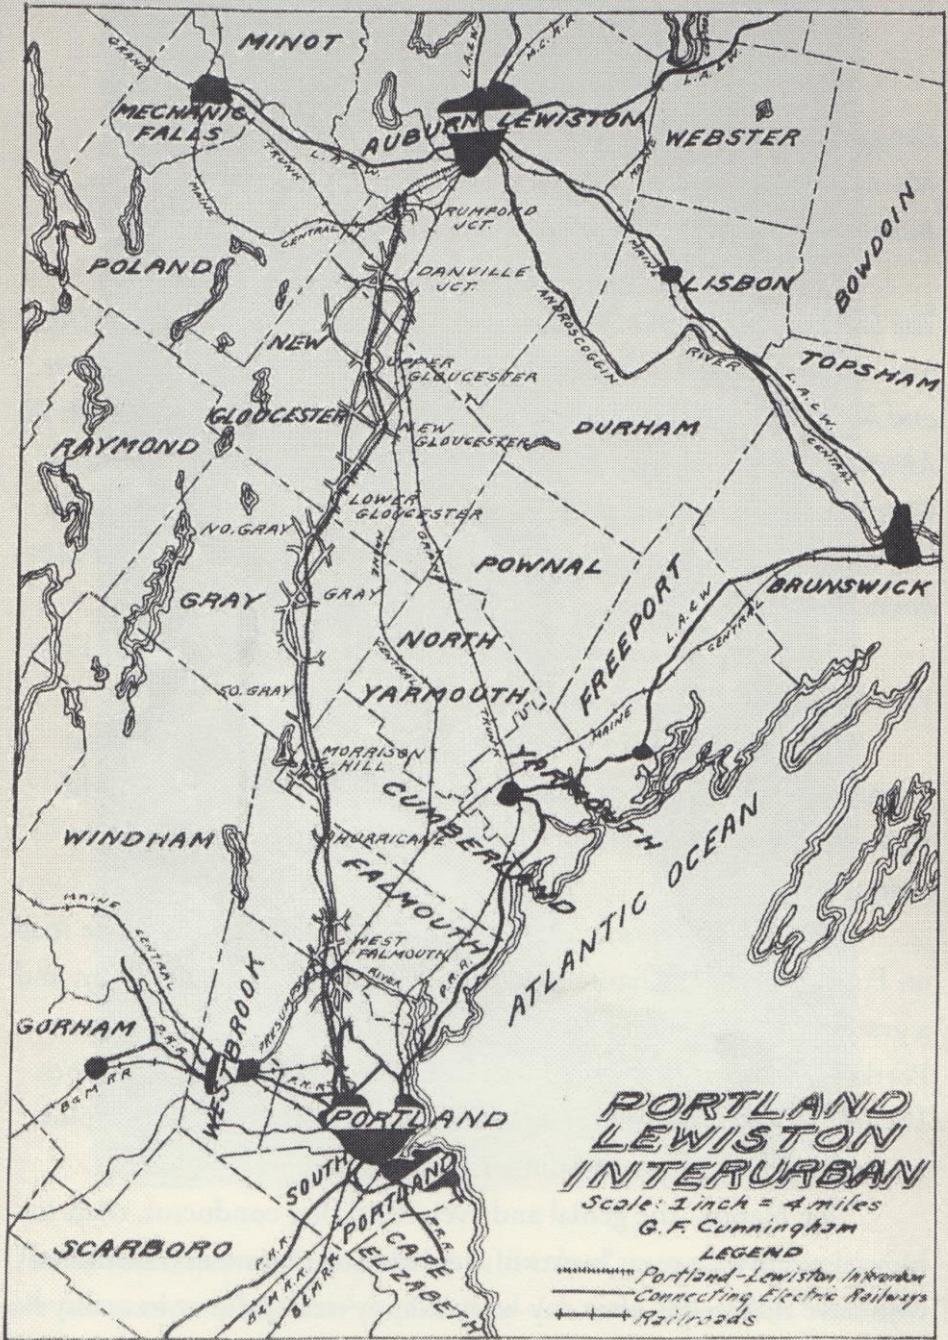 MINOT
GRAND
L.A.&W.
M.C.R.
L.A.&W.
MECHANIC
FALLS
AUBURN
LEWISTON
WEBSTER
TRUNK
L.A.&W.
MAINE
MAINE
RUMFORD
JCT.
CENTRAL
MAINE
BOWDOIN
POLAND
DANVILLE
JCT.
LISBON
ANDROSCOGGIN
RIVER
NEW
GLOUCESTER
UPPER
GLOUCESTER
TOPSHAM
L.A.&W.
CENTRAL
RAYMOND
NEW
GLOUCESTER
DURHAM
LOWER
GLOUCESTER
NO. GRAY
MAINE
GRAND
POWNAL
BRUNSWICK
GRAY
GRAY
FREEPORT
L.A.&W.
CENTRAL
NORTH
YARMOUTH
CENTRAL
TRUNK
SO. GRAY
MAINE
MORRISON
HILL
YARMOUTH
CUMBERLAND
WINDHAM
HURRICANE
FALMOUTH
ATLANTIC OCEAN
MAINE
CENTRAL
WEST
FALMOUTH
RIVER
P.R.R.
GORHAM
P.R.R.
WESTBROOK
B&M RR
P.R.R.
PORTLAND
SOUTH
PORTLAND
P.R.R.
CAPE
ELIZABETH
SCARBORO
P.R.R.
B&M RR
B&M RR
PORTLAND
LEWISTON
INTERURBAN
Scale: 1 inch = 4 miles
G. F. Cunningham
LEGEND
Portland-Lewiston Interurban
Connecting Electric Railways
Railroads